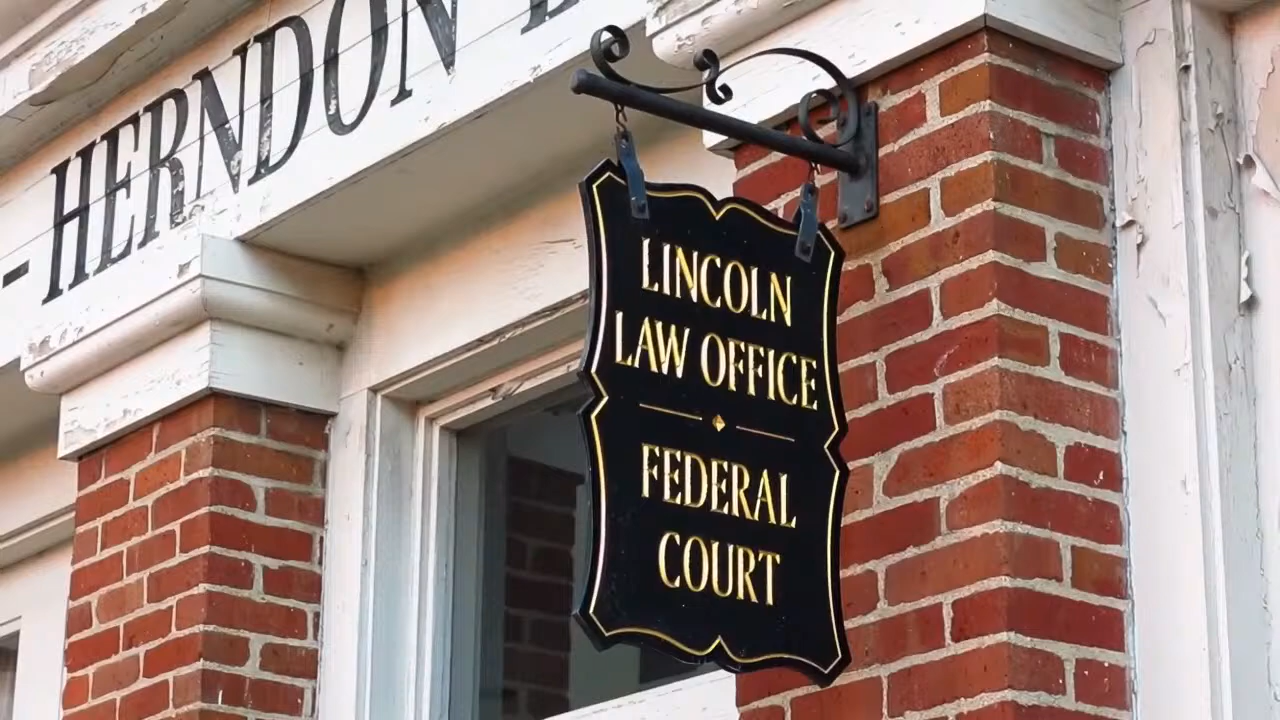 - HERNDON
LINCOLN
LAW OFFICE
FEDERAL
COURT